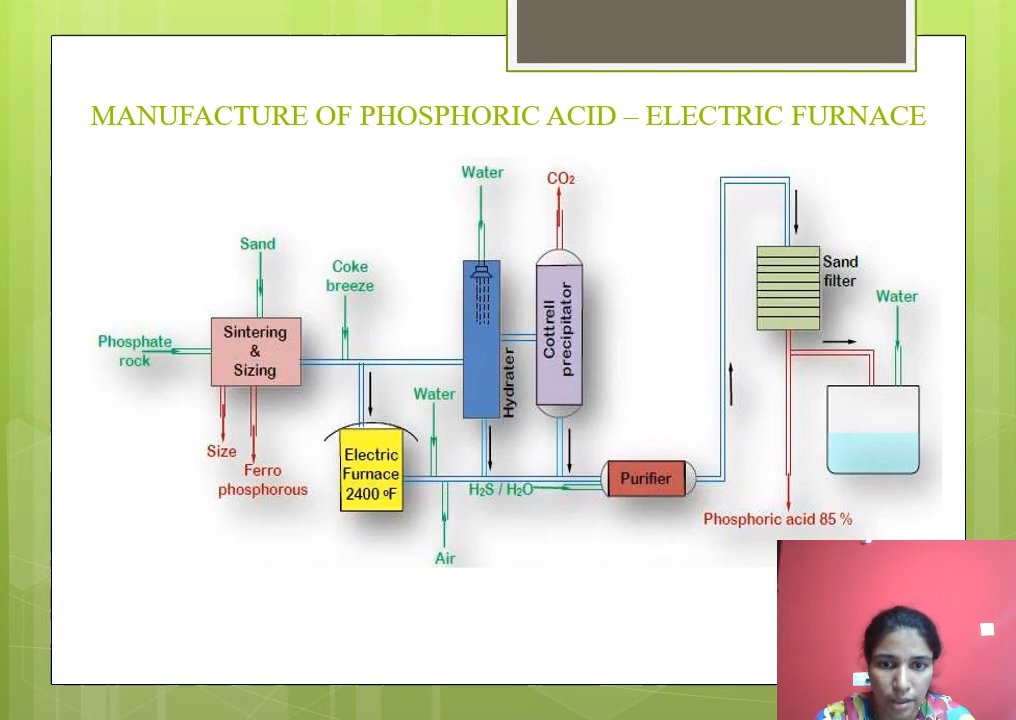 MANUFACTURE OF PHOSPHORIC ACID – ELECTRIC FURNACE
Water
CO2
Sand
Coke
breeze
Sand
filter
Water
Phosphate
rock
Sintering
&
Sizing
Cottrell
precipitator
Hydrater
Water
Size
Ferro
phosphorous
Electric
Furnace
2400 ºF
H2S / H2O
Purifier
Phosphoric acid 85 %
Air